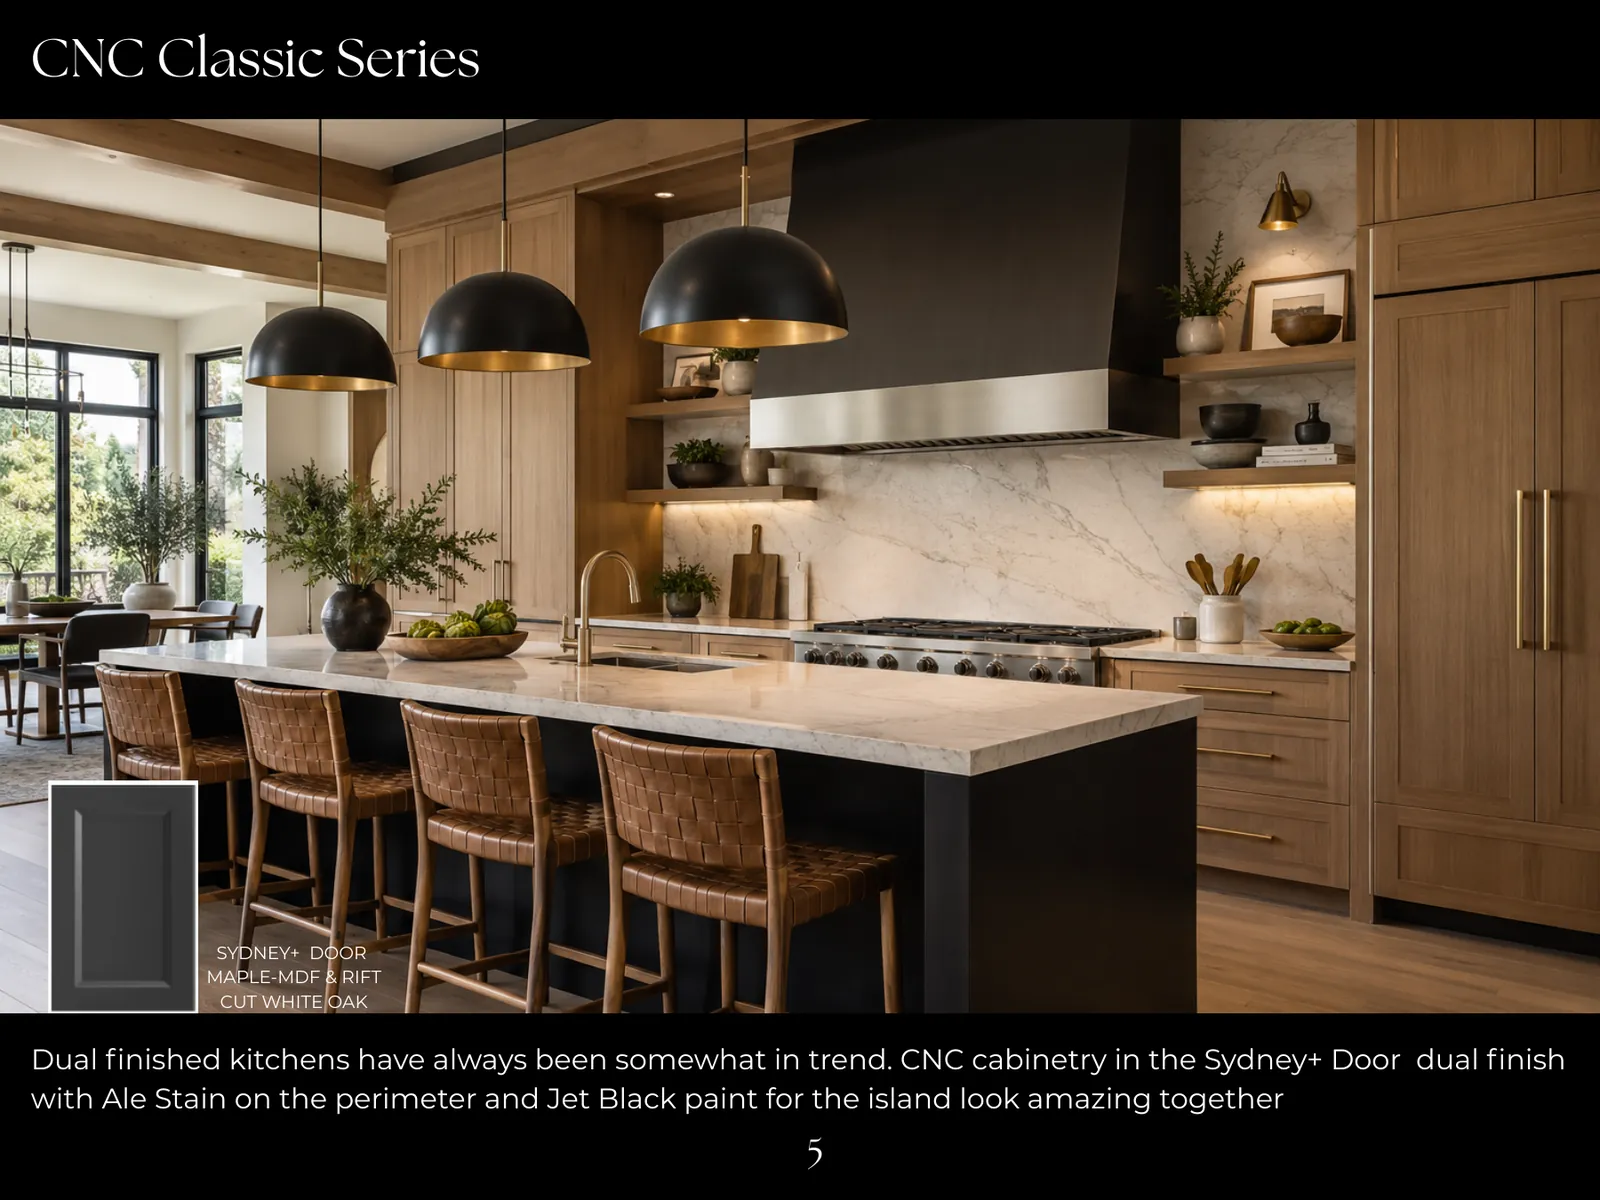 CNC Classic Series
SYDNEY+ DOOR
MAPLE-MDF & RIFT
CUT WHITE OAK
Dual finished kitchens have always been somewhat in trend. CNC cabinetry in the Sydney+ Door dual finish
with Ale Stain on the perimeter and Jet Black paint for the island look amazing together
5